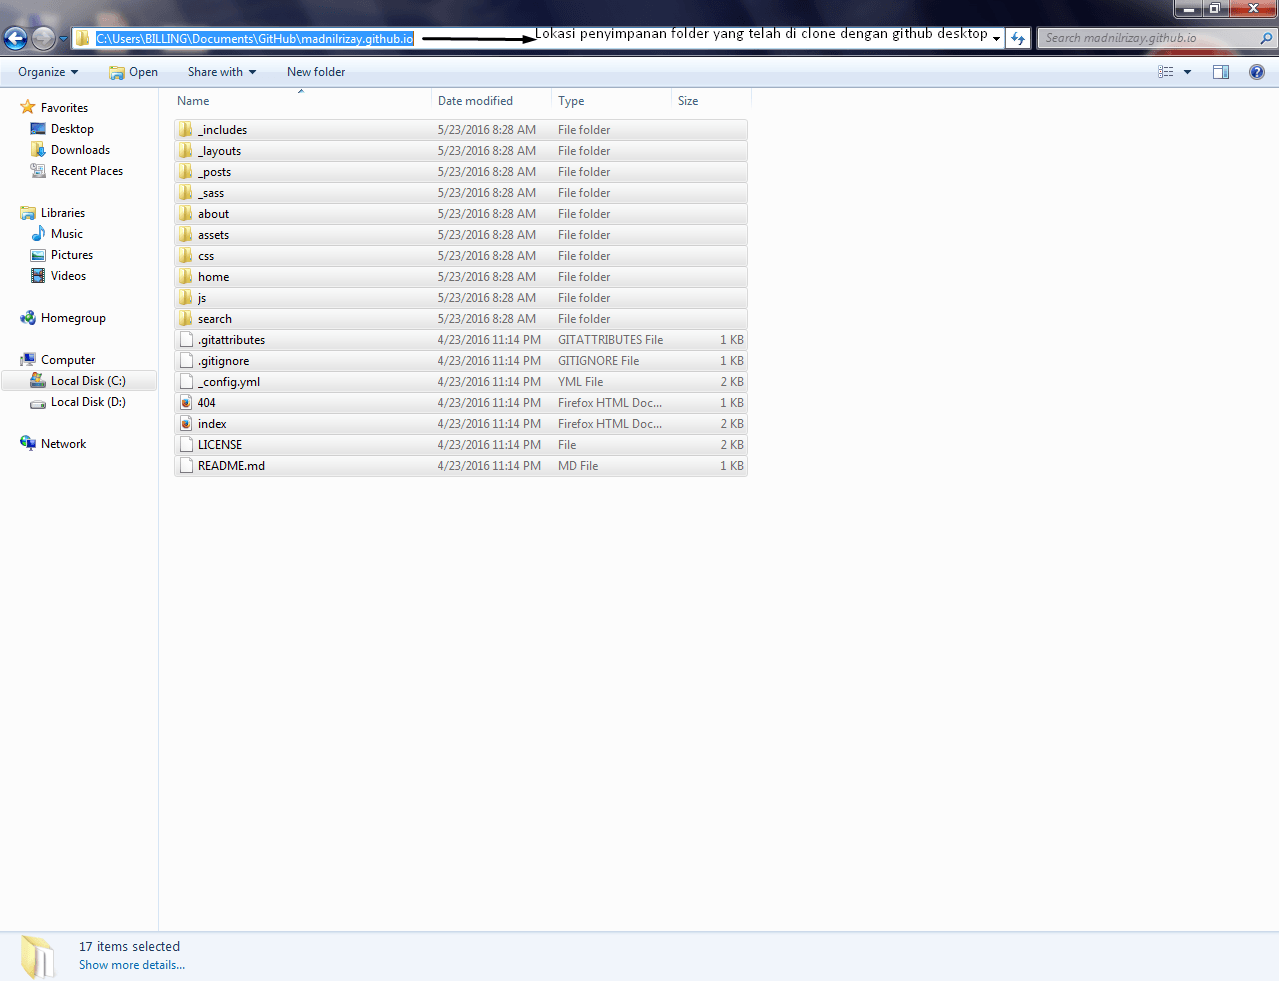 C:\Users\BILLING\Documents\GitHub\madnilrizay.github.io Lokasi penyimpanan folder yang telah di clone dengan github desktop Search madnilrizay.github.io
Organize Open Share with New folder
Name Date modified Type Size
Favorites
Desktop
Downloads
Recent Places
Libraries
Music
Pictures
Videos
Homegroup
Computer
Local Disk (C:)
Local Disk (D:)
Network
_includes 5/23/2016 8:28 AM File folder
_layouts 5/23/2016 8:28 AM File folder
_posts 5/23/2016 8:28 AM File folder
_sass 5/23/2016 8:28 AM File folder
about 5/23/2016 8:28 AM File folder
assets 5/23/2016 8:28 AM File folder
css 5/23/2016 8:28 AM File folder
home 5/23/2016 8:28 AM File folder
js 5/23/2016 8:28 AM File folder
search 5/23/2016 8:28 AM File folder
.gitattributes 4/23/2016 11:14 PM GITATTRIBUTES File 1 KB
.gitignore 4/23/2016 11:14 PM GITIGNORE File 1 KB
_config.yml 4/23/2016 11:14 PM YML File 2 KB
404 4/23/2016 11:14 PM Firefox HTML Doc... 1 KB
index 4/23/2016 11:14 PM Firefox HTML Doc... 2 KB
LICENSE 4/23/2016 11:14 PM File 2 KB
README.md 4/23/2016 11:14 PM MD File 1 KB
17 items selected
Show more details...